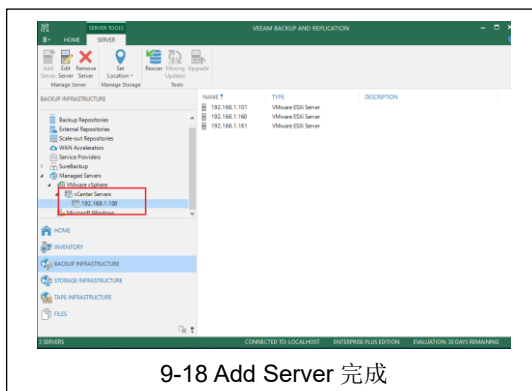 SERVER TOOLS
VEEAM BACKUP AND REPLICATION
HOME SERVER
Add Server
Edit Server
Remove Server
Set Location
Rescan
Missing Updates
Upgrade
Manage Server Manage Storage Tools
BACKUP INFRASTRUCTURE
Backup Repositories
External Repositories
Scale-out Repositories
WAN Accelerators
Service Providers
SureBackup
Managed Servers
VMware vSphere
vCenter Servers
192.168.1.100
Microsoft Windows
HOME
INVENTORY
BACKUP INFRASTRUCTURE
STORAGE INFRASTRUCTURE
TAPE INFRASTRUCTURE
FILES
NAME TYPE DESCRIPTION
192.168.1.101 VMware ESXi Server
192.168.1.160 VMware ESXi Server
192.168.1.161 VMware ESXi Server
3 SERVERS CONNECTED TO: LOCALHOST ENTERPRISE PLUS EDITION EVALUATION: 30 DAYS REMAINING
9-18 Add Server 完成